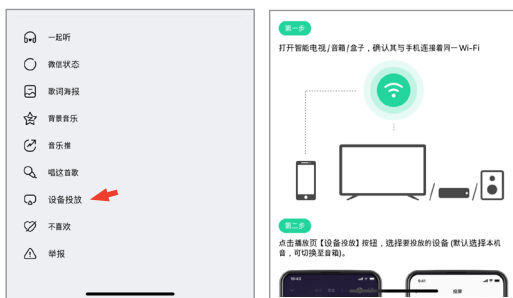 一起听
微信状态
歌词海报
背景音乐
音乐推
唱这首歌
设备投放
不喜欢
举报
第一步
打开智能电视/音箱/盒子，确认其与手机连接着同一Wi-Fi
第二步
点击播放页【设备投放】按钮，选择要投放的设备(默认选择本机
音，可切换至音箱)。